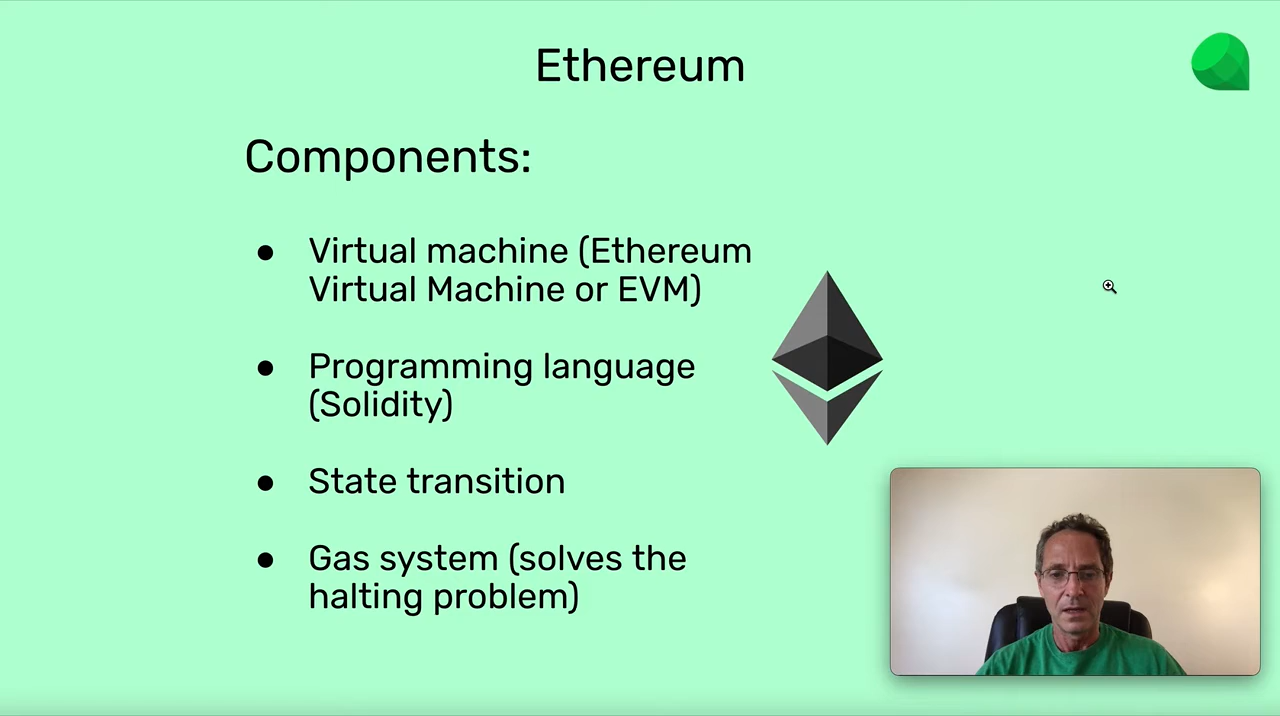 Ethereum
Components:
● Virtual machine (Ethereum
Virtual Machine or EVM)
● Programming language
(Solidity)
● State transition
● Gas system (solves the
halting problem)